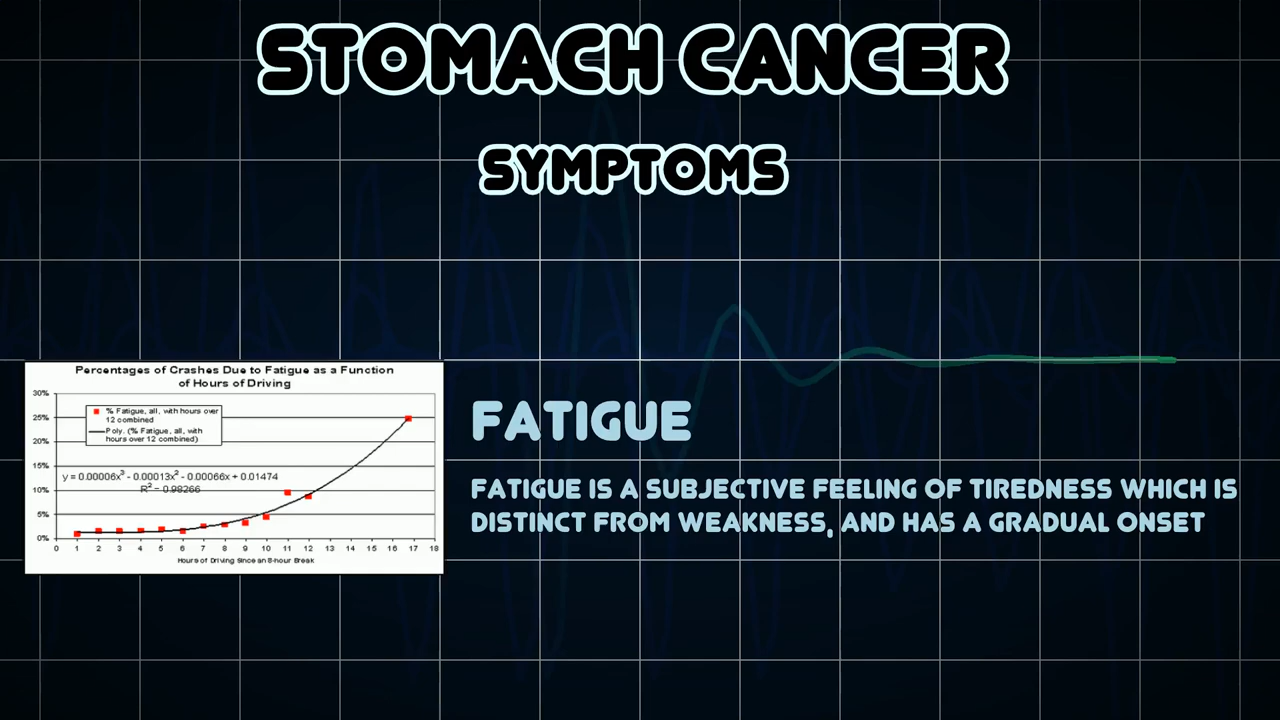 STOMACH CANCER
SYMPTOMS
Percentages of Crashes Due to Fatigue as a Function
of Hours of Driving
30%
25%
20%
15%
10%
5%
0%
% Fatigue, all, with hours over
12 combined
Poly. (% Fatigue, all, with
hours over 12 combined)
y = 0.00006x³ - 0.00013x² - 0.00066x + 0.01474
R² = 0.98266
0 1 2 3 4 5 6 7 8 9 10 11 12 13 14 15 16 17 18
Hours of Driving Since an 8-hour Break
FATIGUE
FATIGUE IS A SUBJECTIVE FEELING OF TIREDNESS WHICH IS
DISTINCT FROM WEAKNESS, AND HAS A GRADUAL ONSET